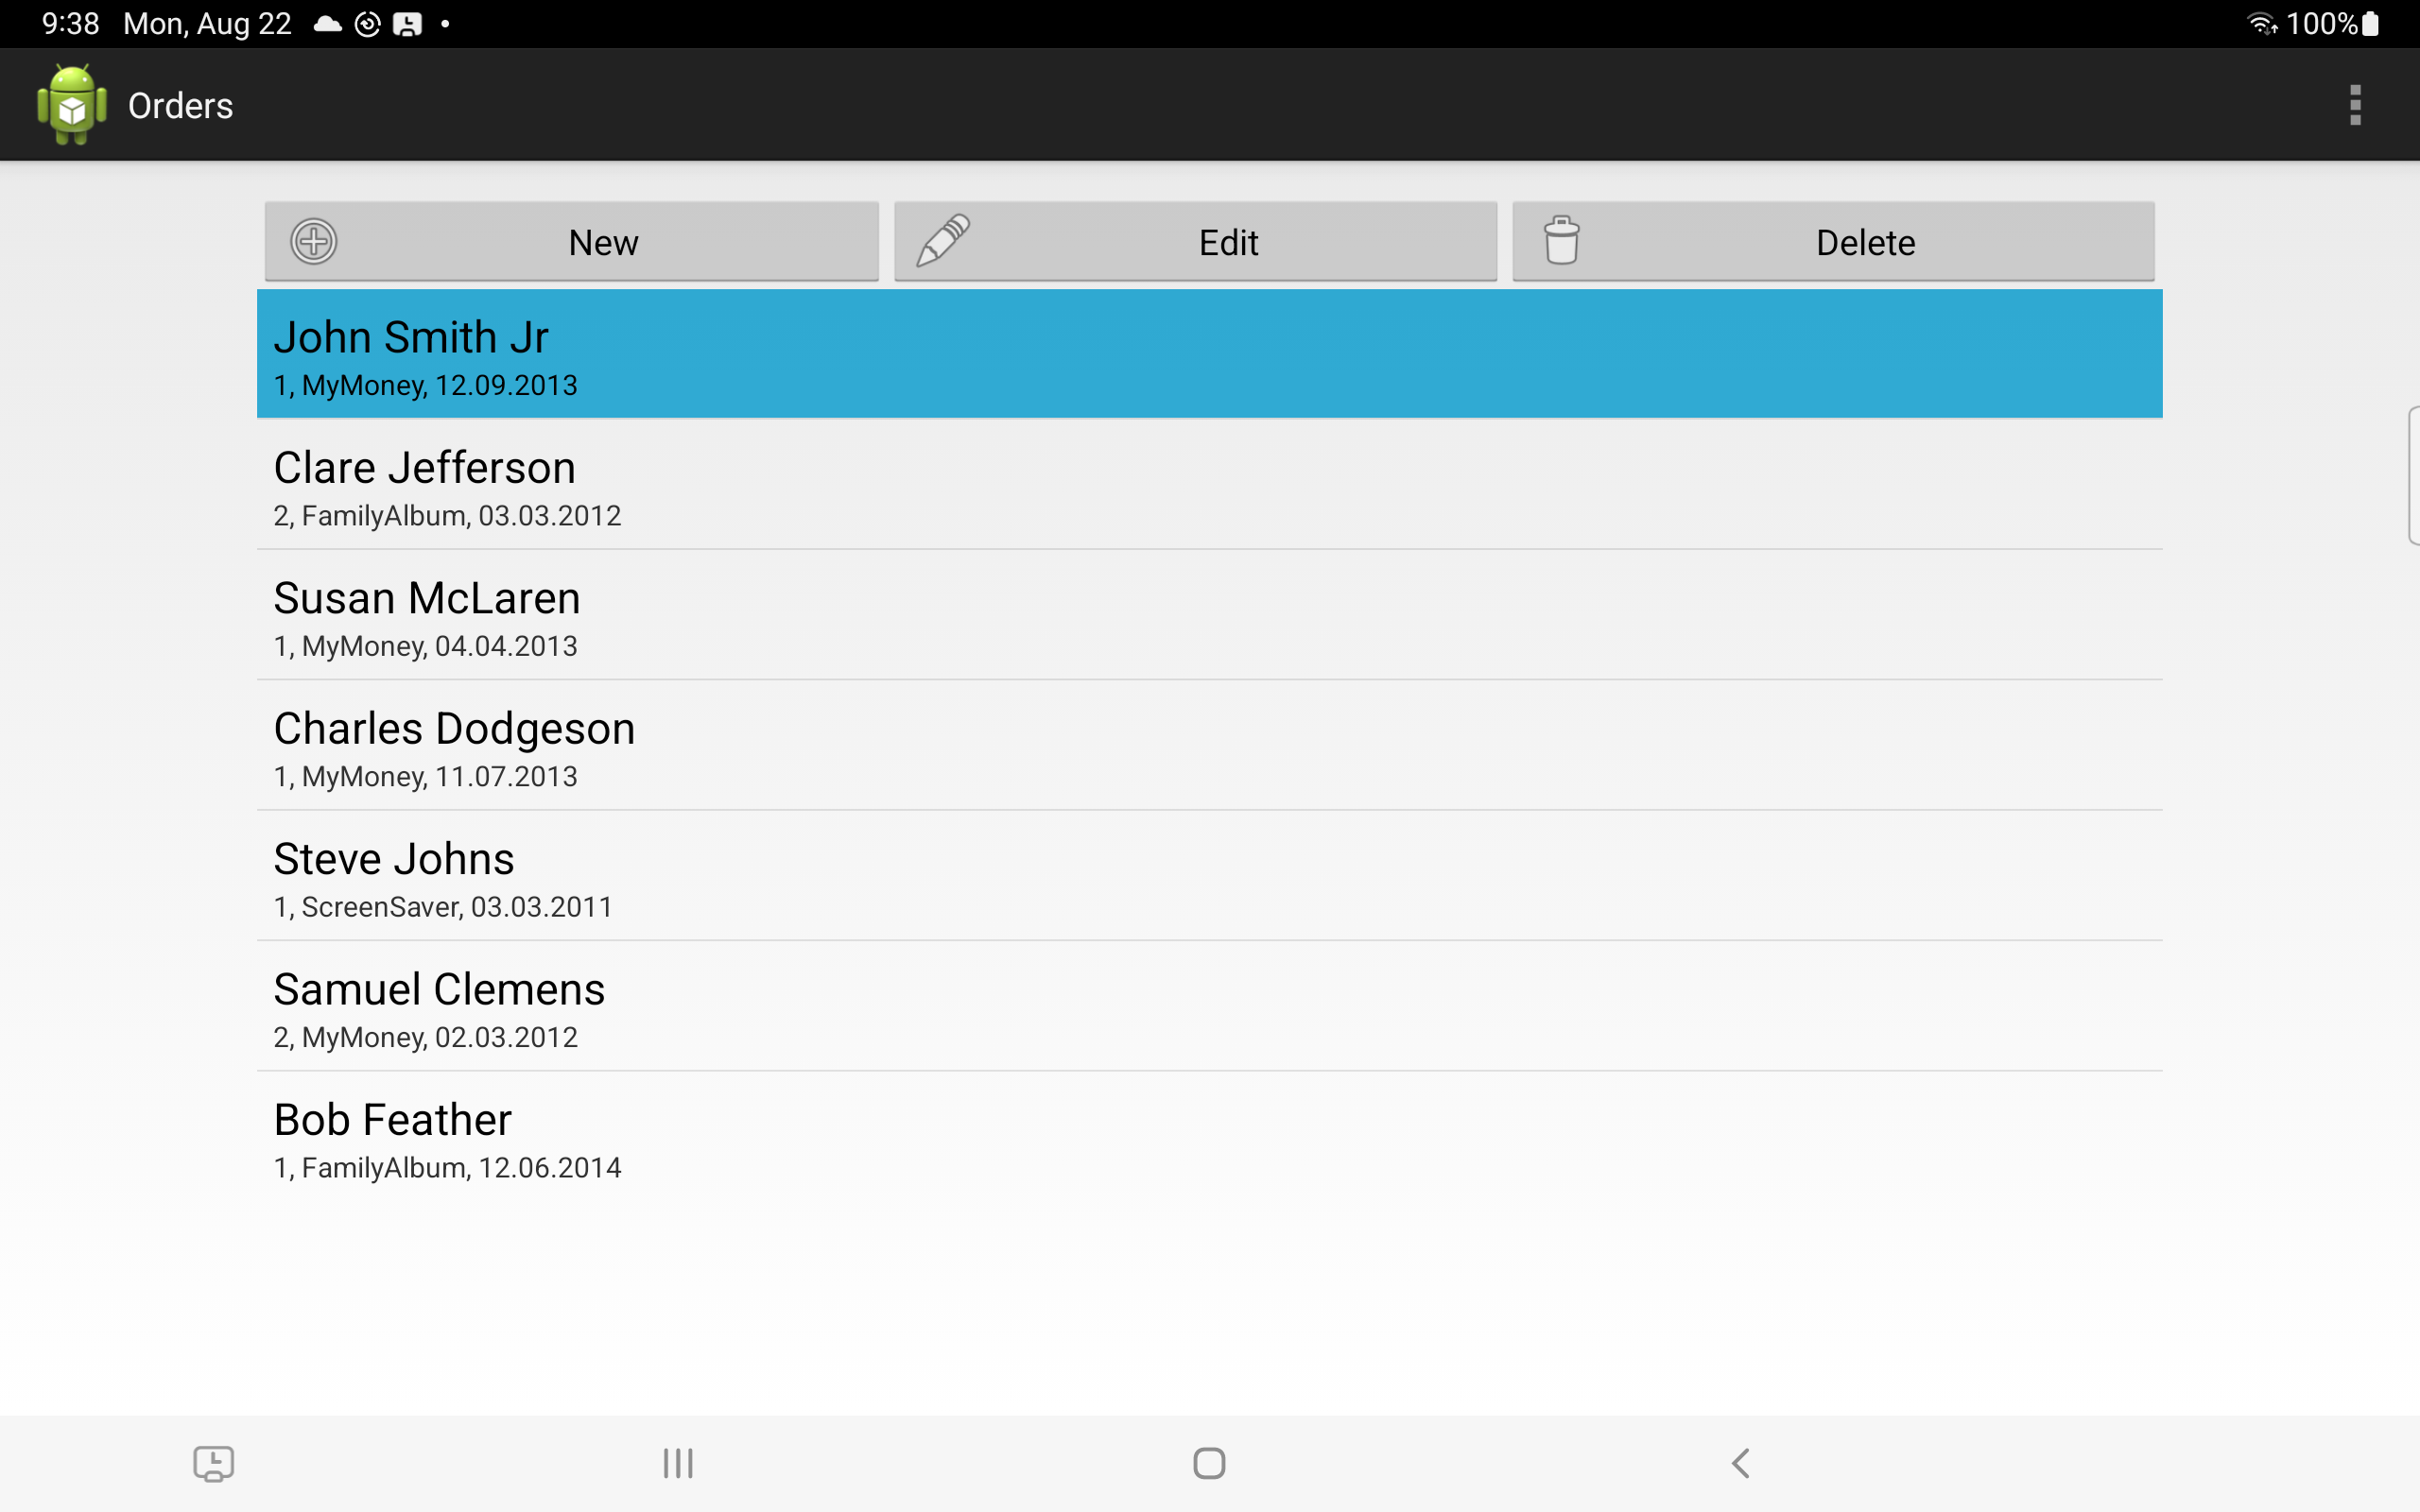 9:38 Mon, Aug 22 100%
Orders
New Edit Delete
John Smith Jr
1, MyMoney, 12.09.2013
Clare Jefferson
2, FamilyAlbum, 03.03.2012
Susan McLaren
1, MyMoney, 04.04.2013
Charles Dodgeson
1, MyMoney, 11.07.2013
Steve Johns
1, ScreenSaver, 03.03.2011
Samuel Clemens
2, MyMoney, 02.03.2012
Bob Feather
1, FamilyAlbum, 12.06.2014